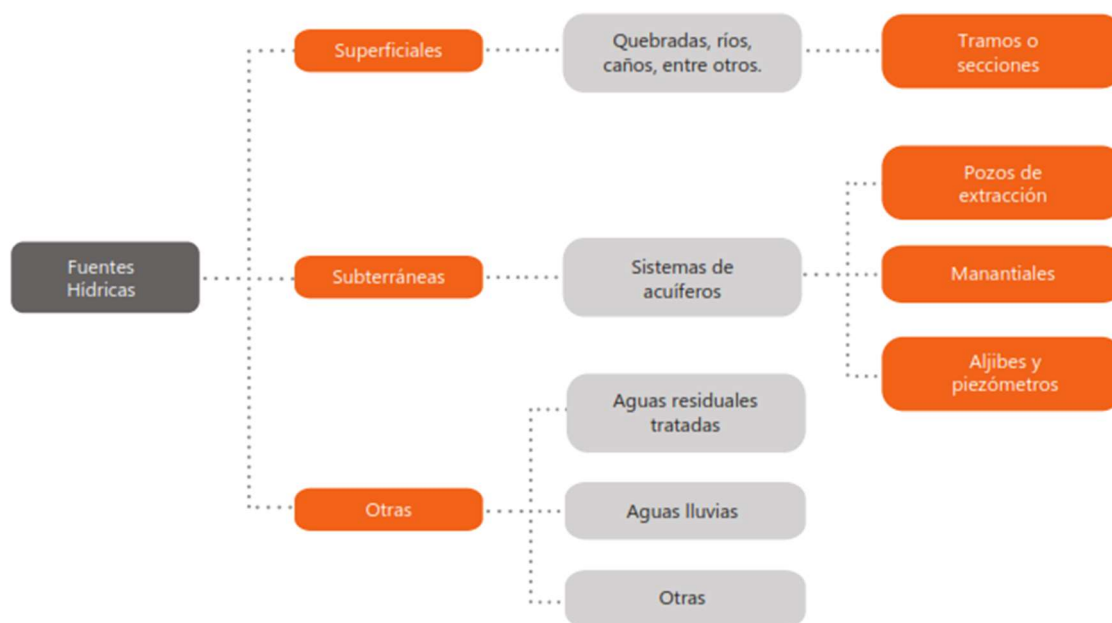 Superficiales
Quebradas, ríos,
caños, entre otros.
Tramos o
secciones
Pozos de
extracción
Fuentes
Hídricas
Subterráneas
Sistemas de
acuíferos
Manantiales
Aljibes y
piezómetros
Aguas residuales
tratadas
Otras
Aguas lluvias
Otras